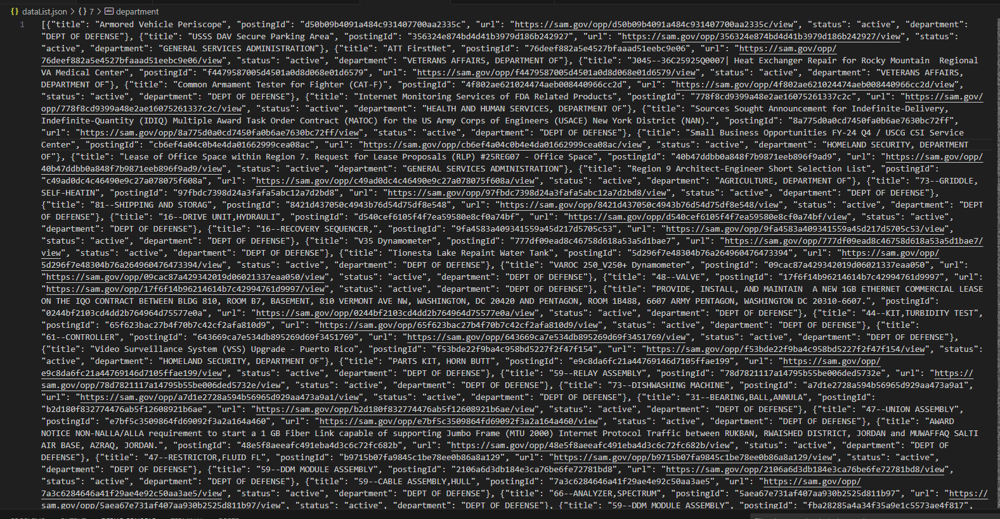 dataList.json > {} 7 > department
1 [{"title": "Armored Vehicle Periscope", "postingId": "d50b09b4091a484c931407700aa2335c", "url": "https://sam.gov/opp/d50b09b4091a484c931407700aa2335c/view", "status": "active", "department":
"DEPT OF DEFENSE"}, {"title": "USSS DAV Secure Parking Area", "postingId": "356324e874bd4d41b3979d186b242927", "url": "https://sam.gov/opp/356324e874bd4d41b3979d186b242927/view", "status":
"active", "department": "GENERAL SERVICES ADMINISTRATION"}, {"title": "ATT FirstNet", "postingId": "76deef882a5e4527bfaaad51eebc9e06", "url": "https://sam.gov/opp/
76deef882a5e4527bfaaad51eebc9e06/view", "status": "active", "department": "VETERANS AFFAIRS, DEPARTMENT OF"}, {"title": "J045--36C25925Q0007| Heat Exchanger Repair for Rocky Mountain  Regional
VA Medical Center", "postingId": "f4479587005d4501a0d8d068e01d6579", "url": "https://sam.gov/opp/f4479587005d4501a0d8d068e01d6579/view", "status": "active", "department": "VETERANS AFFAIRS,
DEPARTMENT OF"}, {"title": "Common Armament Tester for Fighter (CAT-F)", "postingId": "4f802ae621024474aeb008440966cc2d", "url": "https://sam.gov/opp/4f802ae621024474aeb008440966cc2d/view",
"status": "active", "department": "DEPT OF DEFENSE"}, {"title": "Internet Monitoring Services of FDA Related Products", "postingId": "778f8cd9399a48e2ae16075261337c2c", "url": "https://sam.gov/
opp/778f8cd9399a48e2ae16075261337c2c/view", "status": "active", "department": "HEALTH AND HUMAN SERVICES, DEPARTMENT OF"}, {"title": "Sources Sought Announcement for Indefinite-Delivery,
Indefinite-Quantity (IDIQ) Multiple Award Task Order Contract (MATOC) for the US Army Corps of Engineers (USACE) New York District (NAN).", "postingId": "8a775d0a0cd7450fa0b6ae7630bc72ff",
"url": "https://sam.gov/opp/8a775d0a0cd7450fa0b6ae7630bc72ff/view", "status": "active", "department": "DEPT OF DEFENSE"}, {"title": "Small Business Opportunities FY-24 Q4 / USCG C5I Service
Center", "postingId": "cb6ef4a04c0b4e4da01662999cea08ac", "url": "https://sam.gov/opp/cb6ef4a04c0b4e4da01662999cea08ac/view", "status": "active", "department": "HOMELAND SECURITY, DEPARTMENT
OF"}, {"title": "Lease of Office Space within Region 7. Request for Lease Proposals (RLP) #25REG07 - Office Space", "postingId": "40b47ddbb0a848f7b9871eeb896f9ad9", "url": "https://sam.gov/opp/
40b47ddbb0a848f7b9871eeb896f9ad9/view", "status": "active", "department": "GENERAL SERVICES ADMINISTRATION"}, {"title": "Region 9 Architect-Engineer Short Selection List", "postingId":
"c49ad0dc4c46490e9c27a078075f608a", "url": "https://sam.gov/opp/c49ad0dc4c46490e9c27a078075f608a/view", "status": "active", "department": "AGRICULTURE, DEPARTMENT OF"}, {"title": "73--GRIDDLE,
SELF-HEATIN", "postingId": "97fbdc7398d24a3fafa5abc12a7d2bd8", "url": "https://sam.gov/opp/97fbdc7398d24a3fafa5abc12a7d2bd8/view", "status": "active", "department": "DEPT OF DEFENSE"},
{"title": "81--SHIPPING AND STORAG", "postingId": "8421d437050c4943b76d54d75df8e548", "url": "https://sam.gov/opp/8421d437050c4943b76d54d75df8e548/view", "status": "active", "department": "DEPT
OF DEFENSE"}, {"title": "16--DRIVE UNIT,HYDRAULI", "postingId": "d540cef6105f4f7ea59580e8cf0a74bf", "url": "https://sam.gov/opp/d540cef6105f4f7ea59580e8cf0a74bf/view", "status": "active",
"department": "DEPT OF DEFENSE"}, {"title": "16--RECOVERY SEQUENCER,", "postingId": "9fa4583a409341559a45d217d5705c53", "url": "https://sam.gov/opp/9fa4583a409341559a45d217d5705c53/view",
"status": "active", "department": "DEPT OF DEFENSE"}, {"title": "V35 Dynamometer", "postingId": "777df09ead8c46758d618a53a5d1bae7", "url": "https://sam.gov/opp/777df09ead8c46758d618a53a5d1bae7/
view", "status": "active", "department": "DEPT OF DEFENSE"}, {"title": "Tionesta Lake Repaint Water Tank", "postingId": "5d296f7e48304b76a264960476473394", "url": "https://sam.gov/opp/
5d296f7e48304b76a264960476473394/view", "status": "active", "department": "DEPT OF DEFENSE"}, {"title": "VAROC 250_V250+ Dynamometer", "postingId": "09cac87a429342019d06021337eaa050", "url":
"https://sam.gov/opp/09cac87a429342019d06021337eaa050/view", "status": "active", "department": "DEPT OF DEFENSE"}, {"title": "48--VALVE", "postingId": "17f6f14b96214614b7c42994761d9997", "url":
"https://sam.gov/opp/17f6f14b96214614b7c42994761d9997/view", "status": "active", "department": "DEPT OF DEFENSE"}, {"title": "PROVIDE, INSTALL, AND MAINTAIN  A NEW 1GB ETHERNET COMMERCIAL LEASE
ON THE IQO CONTRACT BETWEEN BLDG 810, ROOM B7, BASEMENT, 810 VERMONT AVE NW, WASHINGTON, DC 20420 AND PENTAGON, ROOM 1B488, 6607 ARMY PENTAGON, WASHINGTON DC 20310-6607.", "postingId":
"0244bf2103cd4dd2b764964d75577e0a", "url": "https://sam.gov/opp/0244bf2103cd4dd2b764964d75577e0a/view", "status": "active", "department": "DEPT OF DEFENSE"}, {"title": "44--KIT,TURBIDITY TEST",
"postingId": "65f623bac27b4f70b7c42cf2afa810d9", "url": "https://sam.gov/opp/65f623bac27b4f70b7c42cf2afa810d9/view", "status": "active", "department": "DEPT OF DEFENSE"}, {"title":
"61--CONTROLLER", "postingId": "643669ca7e534db895269d69f3451769", "url": "https://sam.gov/opp/643669ca7e534db895269d69f3451769/view", "status": "active", "department": "DEPT OF DEFENSE"},
{"title": "Video Surveillance System (VSS) Upgrade - Puerto Rico", "postingId": "f53bde22f9ba4c958bd5227f2f47f154", "url": "https://sam.gov/opp/f53bde22f9ba4c958bd5227f2f47f154/view", "status":
"active", "department": "HOMELAND SECURITY, DEPARTMENT OF"}, {"title": "PARTS KIT, HORN BUTT", "postingId": "e9c8da6fc21a44769146d7105ffae199", "url": "https://sam.gov/opp/
e9c8da6fc21a44769146d7105ffae199/view", "status": "active", "department": "DEPT OF DEFENSE"}, {"title": "59--RELAY ASSEMBLY", "postingId": "78d7821117a14795b55be006ded5732e", "url": "https://
sam.gov/opp/78d7821117a14795b55be006ded5732e/view", "status": "active", "department": "DEPT OF DEFENSE"}, {"title": "73--DISHWASHING MACHINE", "postingId": "a7d1e2728a594b56965d929aa473a9a1",
"url": "https://sam.gov/opp/a7d1e2728a594b56965d929aa473a9a1/view", "status": "active", "department": "DEPT OF DEFENSE"}, {"title": "31--BEARING,BALL,ANNULA", "postingId":
"b2d180f832774476ab5f12608921b6ae", "url": "https://sam.gov/opp/b2d180f832774476ab5f12608921b6ae/view", "status": "active", "department": "DEPT OF DEFENSE"}, {"title": "47--UNION ASSEMBLY",
"postingId": "e7bf5c3509864fd69092f3a2a164a460", "url": "https://sam.gov/opp/e7bf5c3509864fd69092f3a2a164a460/view", "status": "active", "department": "DEPT OF DEFENSE"}, {"title": "AWARD
NOTICE NON-NALLA/ALLA requirement to start a 1 GB Fiber Link capable of supporting Jumbo Frame (MTU 2000) Internet Protocol Traffic between RUKBAN, RWAISHED DISTRICT, JORDAN and MUWAFFAQ SALTI
AIR BASE, AZRAQ, JORDAN.", "postingId": "48e5f8aeeafc491eba4d3c6c72fc682b", "url": "https://sam.gov/opp/48e5f8aeeafc491eba4d3c6c72fc682b/view", "status": "active", "department": "DEPT OF
DEFENSE"}, {"title": "47--RESTRICTOR,FLUID FL", "postingId": "b9715b07fa9845c1be78ee0b86a8a129", "url": "https://sam.gov/opp/b9715b07fa9845c1be78ee0b86a8a129/view", "status": "active",
"department": "DEPT OF DEFENSE"}, {"title": "59--DDM MODULE ASSEMBLY", "postingId": "2106a6d3db184e3ca76be6fe72781bd8", "url": "https://sam.gov/opp/2106a6d3db184e3ca76be6fe72781bd8/view",
"status": "active", "department": "DEPT OF DEFENSE"}, {"title": "59--CABLE ASSEMBLY,HULL", "postingId": "7a3c6284646a41f29ae4e92c50aa3ae5", "url": "https://sam.gov/opp/
7a3c6284646a41f29ae4e92c50aa3ae5/view", "status": "active", "department": "DEPT OF DEFENSE"}, {"title": "66--ANALYZER,SPECTRUM", "postingId": "5aea67e731af407aa930b2525d811b97", "url": "https://
sam.gov/opp/5aea67e731af407aa930b2525d811b97/view", "status": "active", "department": "DEPT OF DEFENSE"}, {"title": "59--DDM MODULE ASSEMBLY", "postingId": "fba28285a4a34f35a9e1c5573ae4f817",